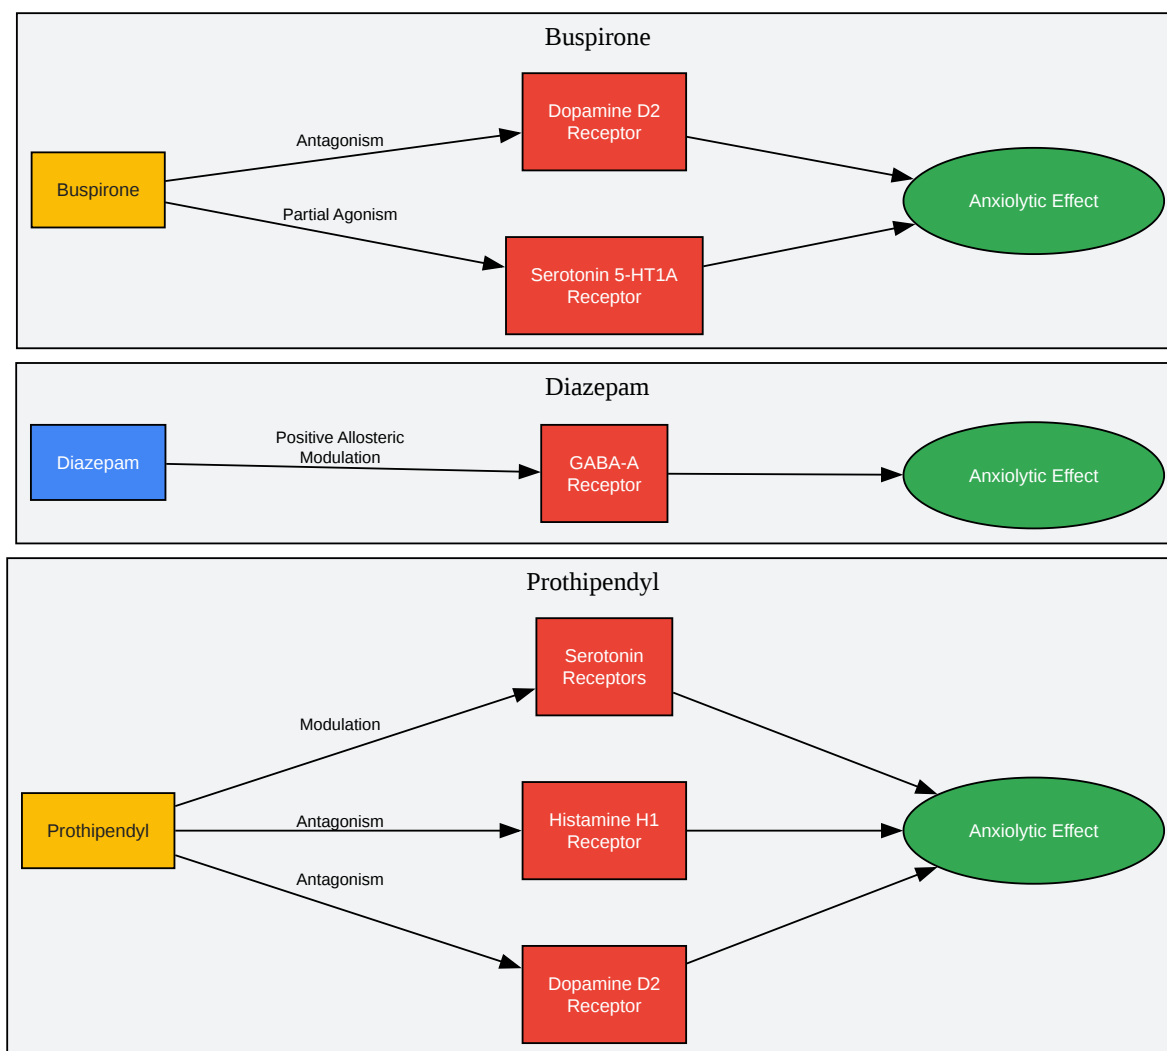 Buspirone
Dopamine D2
Receptor
Antagonism
Buspirone
Anxiolytic Effect
Partial Agonism
Serotonin 5-HT1A
Receptor
Diazepam
Diazepam
Positive Allosteric
Modulation
GABA-A
Receptor
Anxiolytic Effect
Prothipendyl
Serotonin
Receptors
Modulation
Prothipendyl
Antagonism
Histamine H1
Receptor
Anxiolytic Effect
Antagonism
Dopamine D2
Receptor